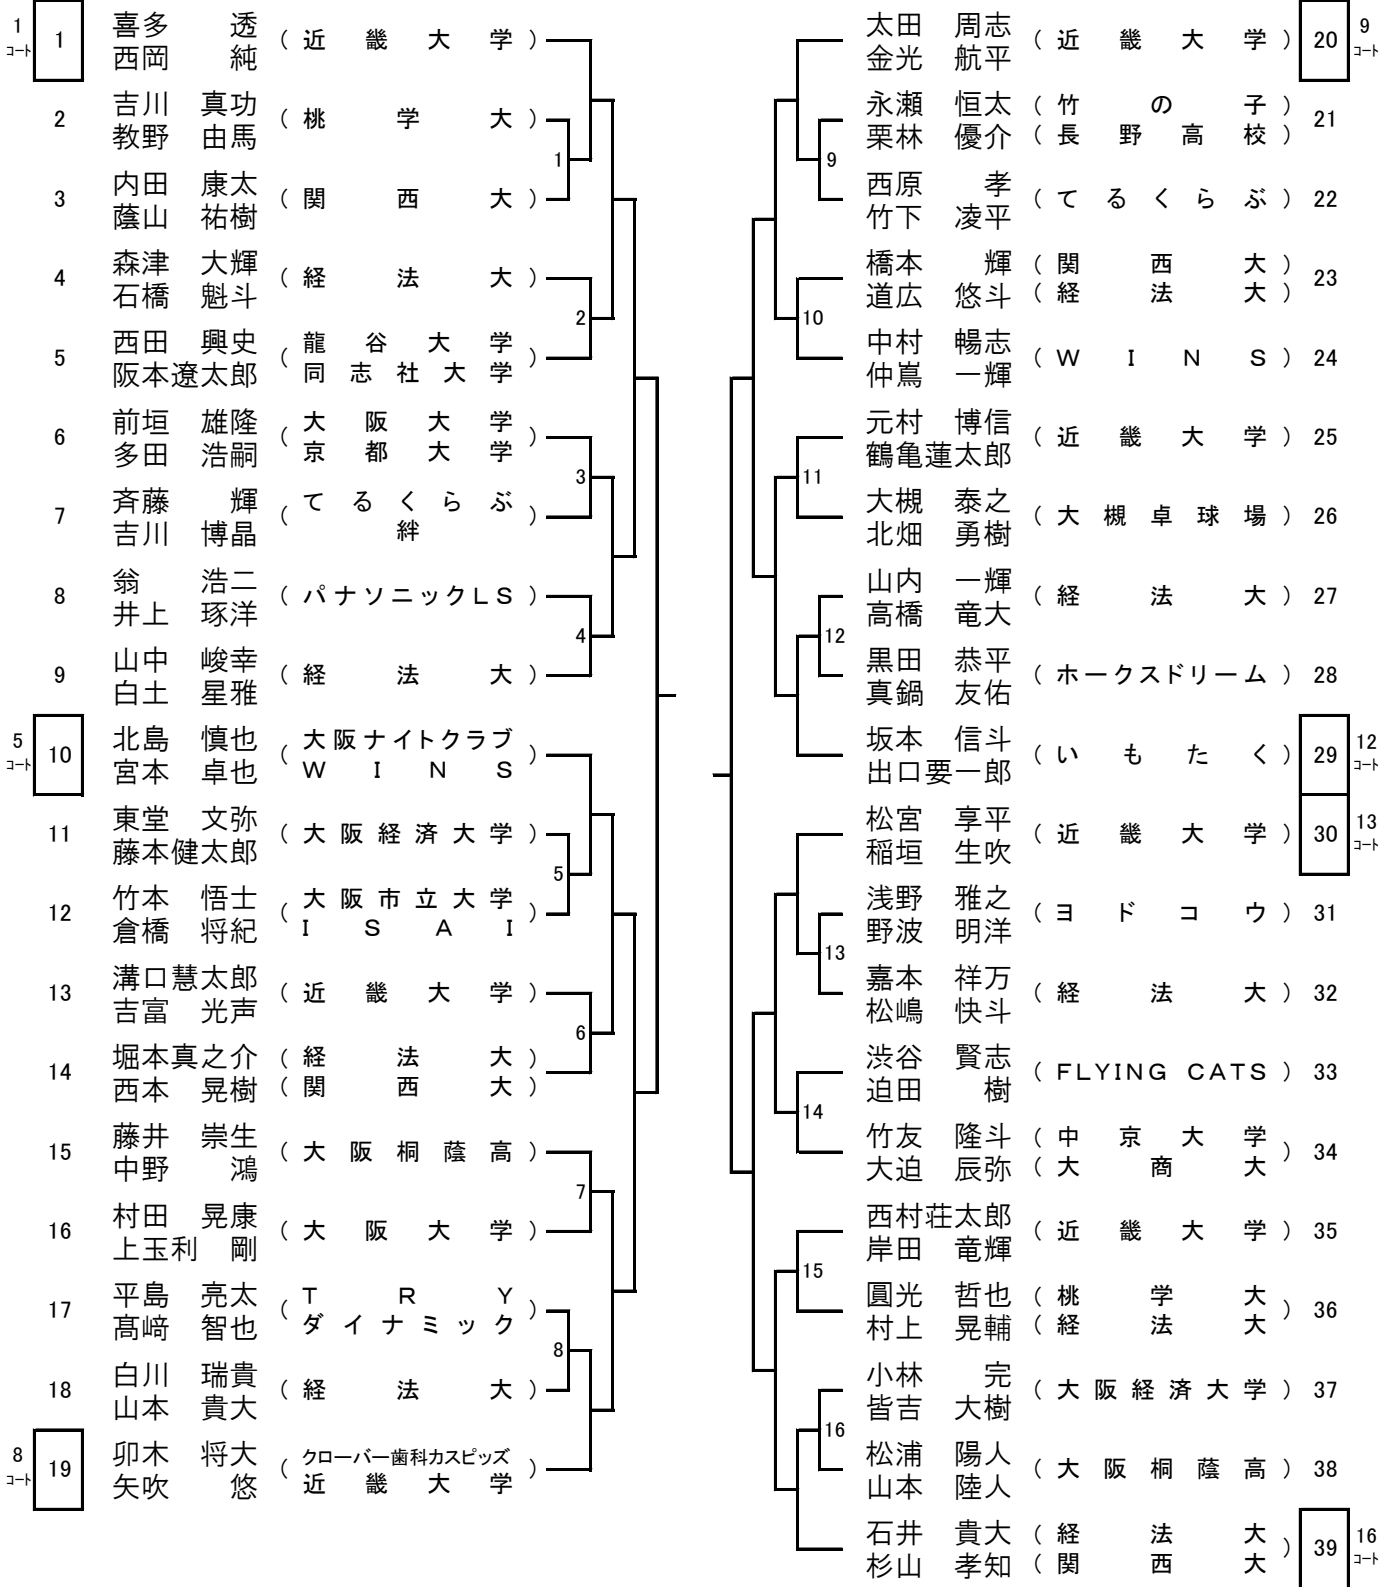 1 コート 1 喜多　透 西岡　純 （近畿大学）
2 吉川　真功 教野　由馬 （桃学大）
1
3 内田　康太 蔭山　祐樹 （関西大）
4 森津　大輝 石橋　魁斗 （経法大）
2
5 西田　興史 阪本遼太郎 （龍谷大学 同志社大学）
6 前垣　雄隆 多田　浩嗣 （大阪大学 京都大学）
3
7 斉藤　輝 吉川　博晶 （てるくらぶ 絆）
8 翁　浩二 井上　琢洋 （パナソニックLS）
4
9 山中　峻幸 白土　星雅 （経法大）
5 コート 10 北島　慎也 宮本　卓也 （大阪ナイトクラブ WINS）
11 東堂　文弥 藤本健太郎 （大阪経済大学）
5
12 竹本　悟士 倉橋　将紀 （大阪市立大学 ISAI）
13 溝口慧太郎 吉富　光声 （近畿大学）
6
14 堀本真之介 西本　晃樹 （経法大）（関西大）
15 藤井　崇生 中野　鴻 （大阪桐蔭高）
7
16 村田　晃康 上玉利　剛 （大阪大学）
17 平島　亮太 髙﨑　智也 （TRY ダイナミック）
8
18 白川　瑞貴 山本　貴大 （経法大）
8 コート 19 卯木　将大 矢吹　悠 （クローバー歯科カスピッズ 近畿大学）
太田　周志 金光　航平 （近畿大学） 20 9 コート
永瀬　恒太 栗林　優介 （竹の子）（長野高校） 21
9
西原　孝 竹下　凌平 （てるくらぶ） 22
橋本　輝 道広　悠斗 （関西大）（経法大） 23
10
中村　暢志 仲嶌　一輝 （WINS） 24
元村　博信 鶴亀蓮太郎 （近畿大学） 25
11
大槻　泰之 北畑　勇樹 （大槻卓球場） 26
山内　一輝 高橋　竜大 （経法大） 27
12
黒田　恭平 真鍋　友佑 （ホークスドリーム） 28
坂本　信斗 出口要一郎 （いもたく） 29 12 コート
松宮　享平 稲垣　生吹 （近畿大学） 30 13 コート
浅野　雅之 野波　明洋 （ヨドコウ） 31
13
嘉本　祥万 松嶋　快斗 （経法大） 32
渋谷　賢志 迫田　樹 （FLYING CATS） 33
14
竹友　隆斗 大迫　辰弥 （中京大学（大商大） 34
西村荘太郎 岸田　竜輝 （近畿大学） 35
15
圓光　哲也 村上　晃輔 （桃学大（経法大） 36
小林　完 皆吉　大樹 （大阪経済大学） 37
16
松浦　陽人 山本　陸人 （大阪桐蔭高） 38
石井　貴大 杉山　孝知 （経法大（関西大） 39 16 コート